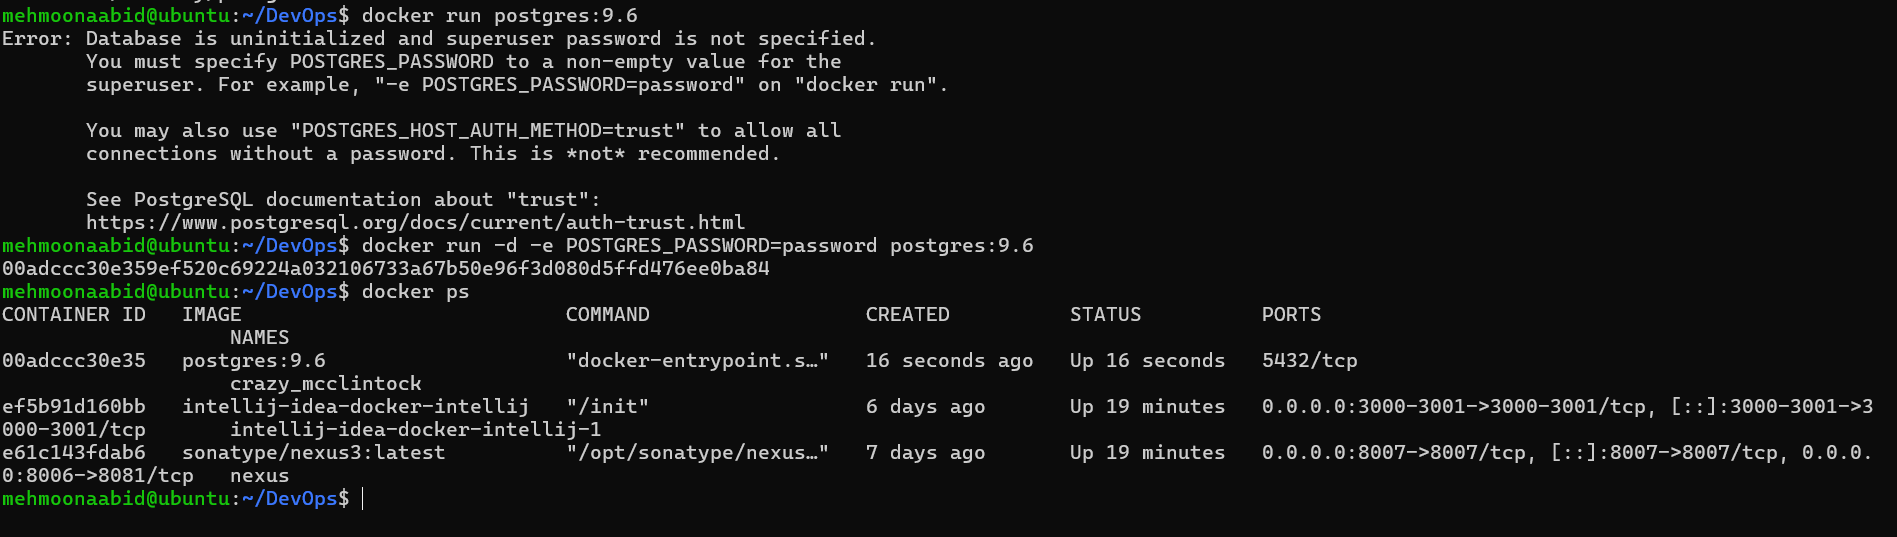 mehmoonaabid@ubuntu:~/DevOps$ docker run postgres:9.6
Error: Database is uninitialized and superuser password is not specified.
       You must specify POSTGRES_PASSWORD to a non-empty value for the
       superuser. For example, "-e POSTGRES_PASSWORD=password" on "docker run".

       You may also use "POSTGRES_HOST_AUTH_METHOD=trust" to allow all
       connections without a password. This is *not* recommended.

       See PostgreSQL documentation about "trust":
       https://www.postgresql.org/docs/current/auth-trust.html
mehmoonaabid@ubuntu:~/DevOps$ docker run -d -e POSTGRES_PASSWORD=password postgres:9.6
00adccc30e359ef520c69224a032106733a67b50e96f3d080d5ffd476ee0ba84
mehmoonaabid@ubuntu:~/DevOps$ docker ps
CONTAINER ID   IMAGE                           COMMAND                  CREATED          STATUS          PORTS
                   NAMES
00adccc30e35   postgres:9.6                    "docker-entrypoint.s…"   16 seconds ago   Up 16 seconds   5432/tcp
                   crazy_mcclintock
ef5b91d160bb   intellij-idea-docker-intellij   "/init"                  6 days ago       Up 19 minutes   0.0.0.0:3000-3001->3000-3001/tcp, [::]:3000-3001->3
000-3001/tcp       intellij-idea-docker-intellij-1
e61c143fdab6   sonatype/nexus3:latest          "/opt/sonatype/nexus…"   7 days ago       Up 19 minutes   0.0.0.0:8007->8007/tcp, [::]:8007->8007/tcp, 0.0.0.
0:8006->8081/tcp   nexus
mehmoonaabid@ubuntu:~/DevOps$